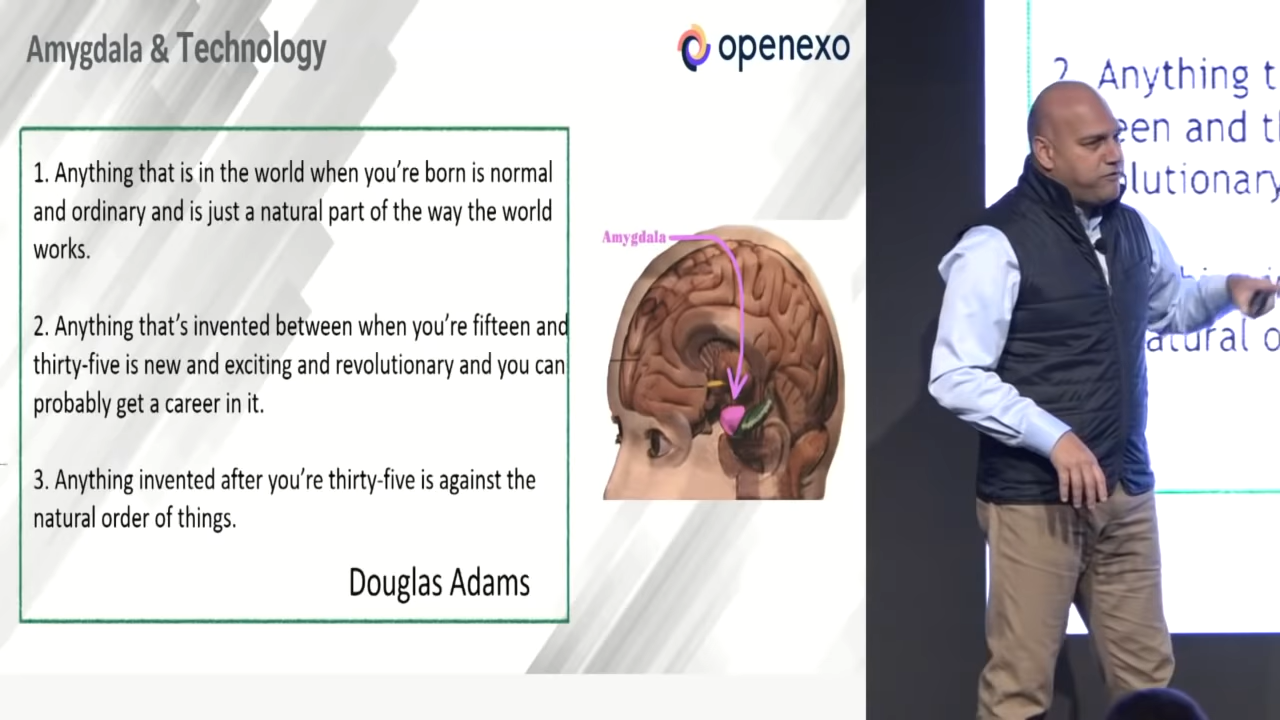 Amygdala & Technology
openexo
1. Anything that is in the world when you’re born is normal
and ordinary and is just a natural part of the way the world
works.
2. Anything that’s invented between when you’re fifteen and
thirty-five is new and exciting and revolutionary and you can
probably get a career in it.
3. Anything invented after you’re thirty-five is against the
natural order of things.
Douglas Adams
Amygdala
2. Anything t
een and th
olutionary
atural o